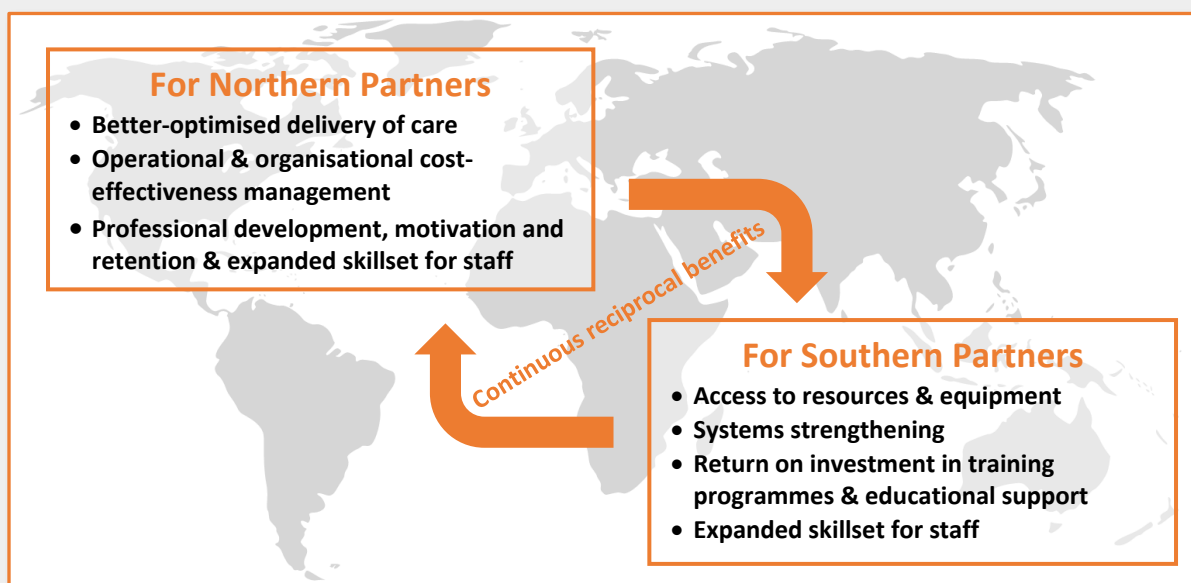 For Northern Partners
• Better-optimised delivery of care
• Operational & organisational cost-
effectiveness management
• Professional development, motivation and
retention & expanded skillset for staff
Continuous reciprocal benefits
For Southern Partners
• Access to resources & equipment
• Systems strengthening
• Return on investment in training
programmes & educational support
• Expanded skillset for staff